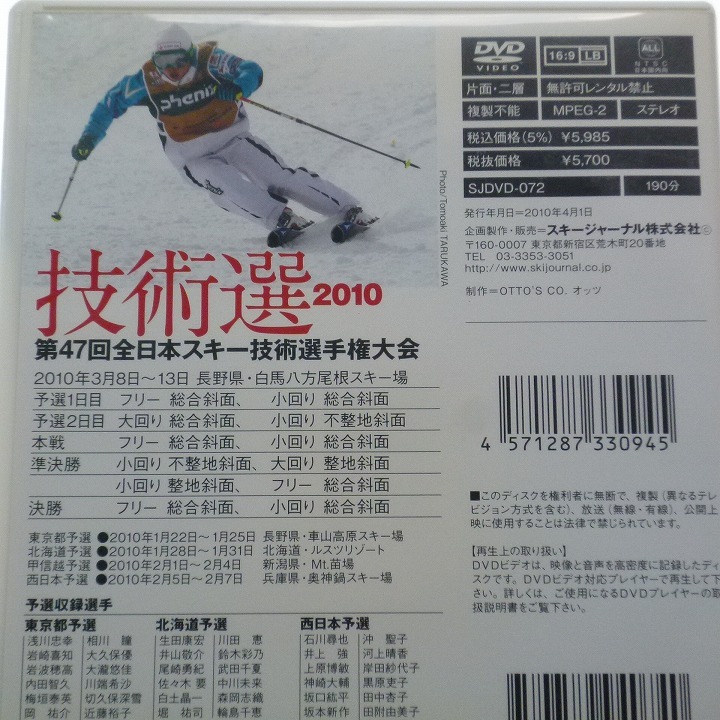 phenix
Photo/Tomoaki TARUKAWA
技術選2010
第47回全日本スキー技術選手権大会
2010年3月8日〜13日 長野県・白馬八方尾根スキー場
予選1日目 フリー 総合斜面、 小回り 総合斜面
予選2日目 大回り 総合斜面、 小回り 不整地斜面
本戦 フリー 総合斜面、 小回り 総合斜面
準決勝 小回り 不整地斜面、 大回り 整地斜面
小回り 整地斜面、 フリー 総合斜面
決勝 フリー 総合斜面、 小回り 総合斜面
東京都予選 ●2010年1月22日〜1月25日 長野県・車山高原スキー場
北海道予選 ●2010年1月28日〜1月31日 北海道・ルスツリゾート
甲信越予選 ●2010年2月1日〜2月4日 新潟県・Mt.苗場
西日本予選 ●2010年2月5日〜2月7日 兵庫県・奥神鍋スキー場
予選収録選手
東京都予選 北海道予選 西日本予選
浅川忠幸 相川 瞳 生田康宏 川田 恵 石川尋也 沖 聖子
岩崎喜知 大久保優 井山敬介 鈴木彩乃 井上 強 河上晴香
岩波穂高 大瀧悠佳 尾崎勇紀 武田千夏 上原博敏 岸田紗代子
内田智久 川端希沙 佐々木 要 中川未来 神崎大輔 黒原吏子
梅垣泰英 切久保深雪 白土晶一 森岡志織 坂口紘平 田中杏子
岡 祐介 近藤裕子 堀 祐司 輪島千恵 坂本新作 田附由美子
DVD VIDEO 16:9 LB ALL NTSC 日本国内用
片面・二層 無許可レンタル禁止
複製不能 MPEG-2 ステレオ
税込価格(5%) ¥5,985
税抜価格 ¥5,700
SJDVD-072 190分
発行年月日=2010年4月1日
企画製作・販売=スキージャーナル株式会社©
〒160-0007 東京都新宿区荒木町20番地
TEL 03-3353-3051
http://www.skijournal.co.jp
制作=OTTO'S CO. オッツ
4 571287 330945
■このディスクを権利者に無断で、複製(異なるテレ
ビジョン方式を含む)、放送(無線・有線)、公開上
映に使用することは法律で禁じられています。
【再生上の取り扱い】
DVDビデオは、映像と音声を高密度に記録したディ
スクです。DVDビデオ対応プレイヤーで再生して下
さい。詳しくは、ご使用になるDVDプレイヤーの取
扱説明書をご覧下さい。